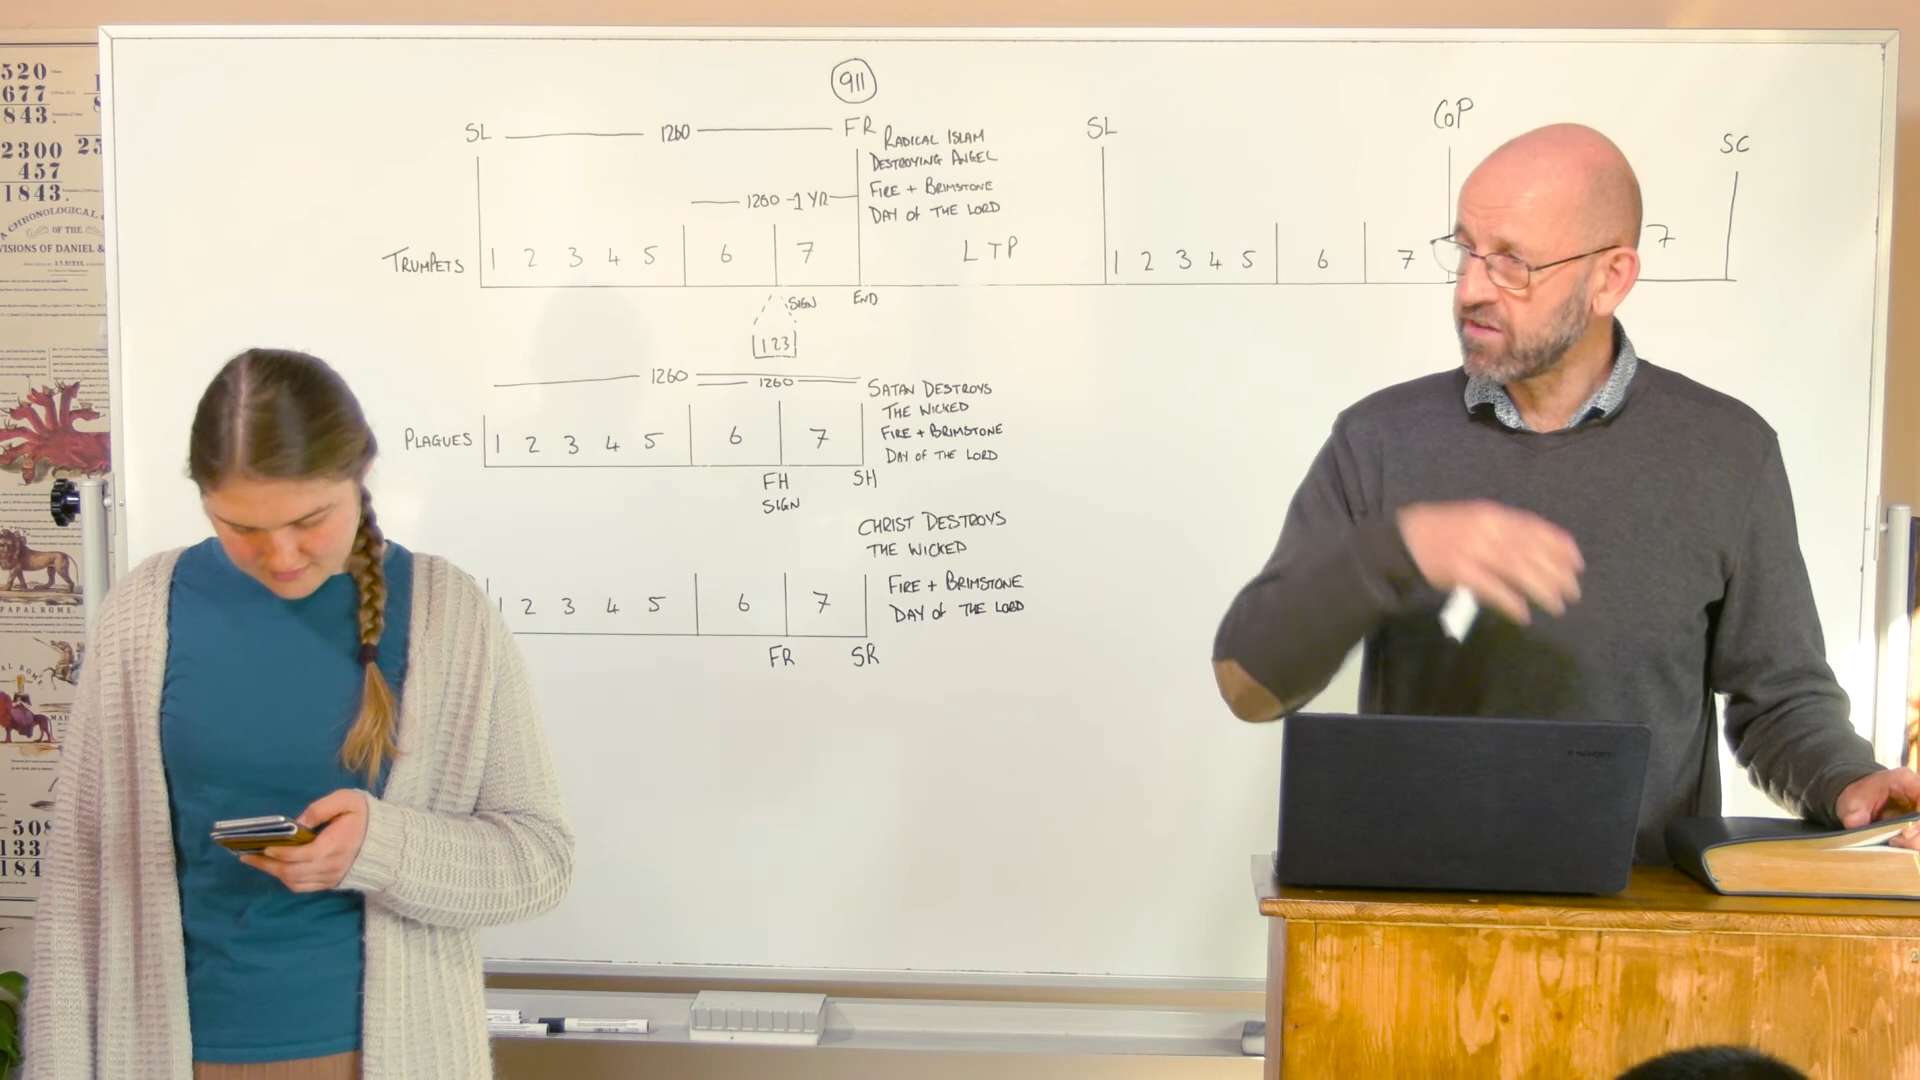 520
677
843.
2300 25
457
1843.
A CHRONOLOGICAL
OF THE
VISIONS OF DANIEL &
PAPAL ROME.
508
133
184
911
SL 1260 FR
RADICAL ISLAM
DESTROYING ANGEL
FIRE + BRIMSTONE
DAY OF THE LORD
1260 -1 YR
TRUMPETS 1 2 3 4 5 6 7
SIGN END
123
LTP
SL CoP SC
1 2 3 4 5 6 7 7
1260 1260
SATAN DESTROYS
THE WICKED
FIRE + BRIMSTONE
DAY OF THE LORD
PLAGUES 1 2 3 4 5 6 7
FH SH
SIGN
CHRIST DESTROYS
THE WICKED
FIRE + BRIMSTONE
DAY OF THE LORD
1 2 3 4 5 6 7
FR SR